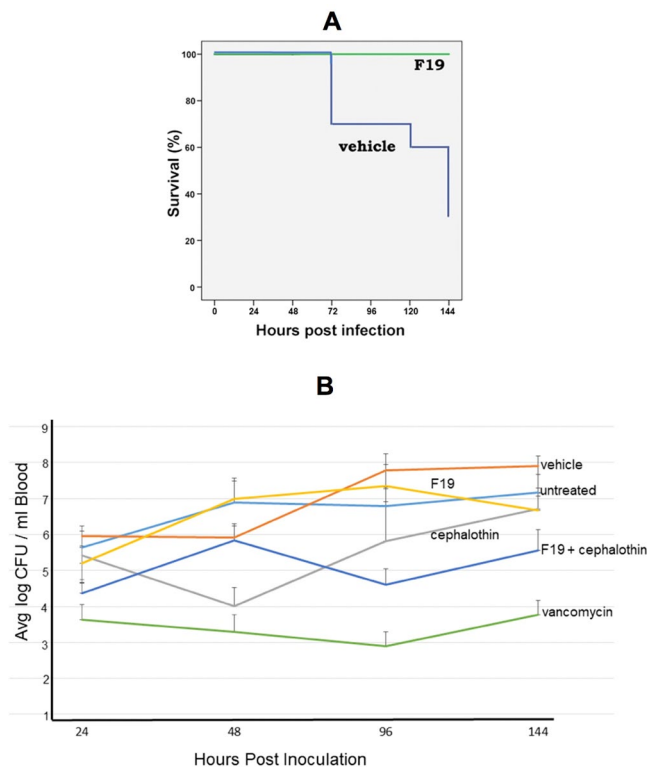 A
100
80
60
40
20
0
F19
vehicle
Survival (%)
0 24 48 72 96 120 144
Hours post infection
B
9
8
7
6
5
4
3
2
1
Avg log CFU / ml Blood
vehicle
F19
untreated
cephalothin
F19 + cephalothin
vancomycin
24 48 96 144
Hours Post Inoculation